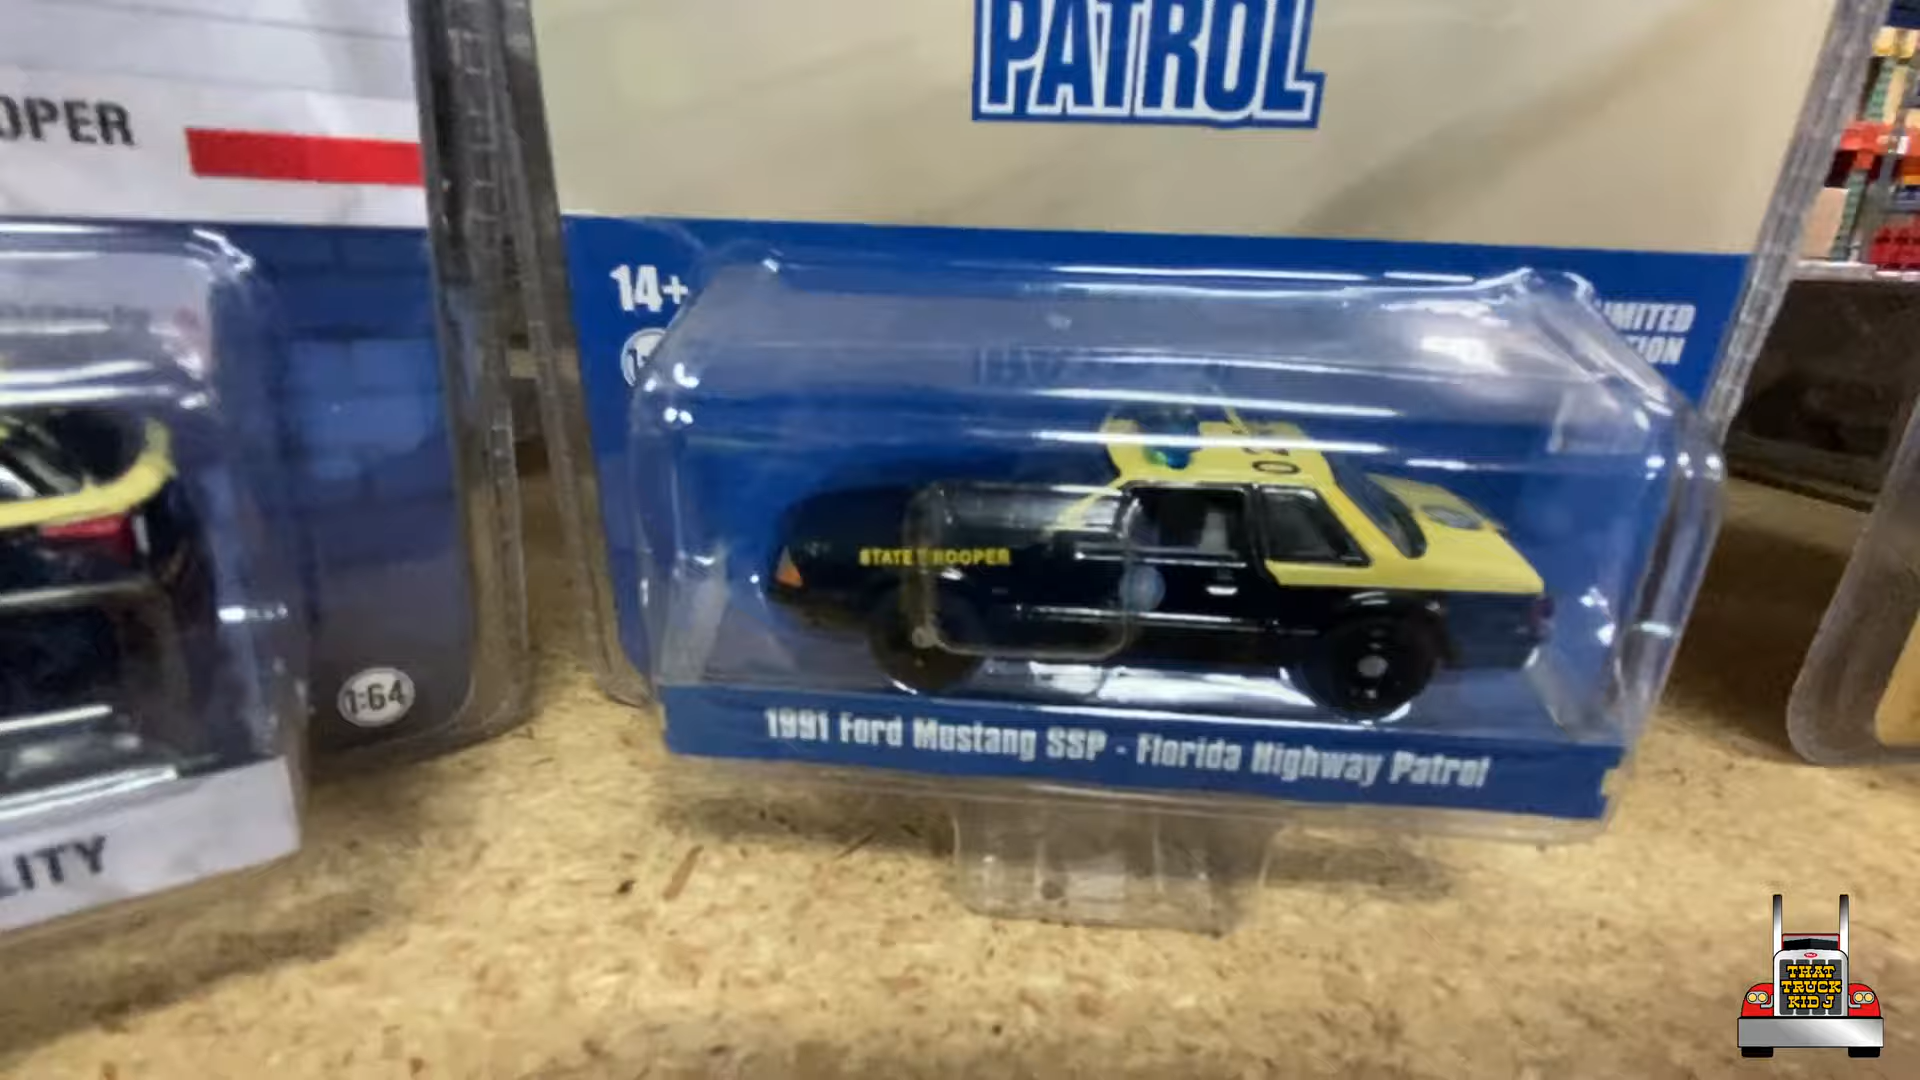 PATROL
OPER
14+
IMITED
TION
STATE TROOPER
1:64
1991 Ford Mustang SSP - Florida Highway Patrol
LITY
THAT
TRUCK
KID J